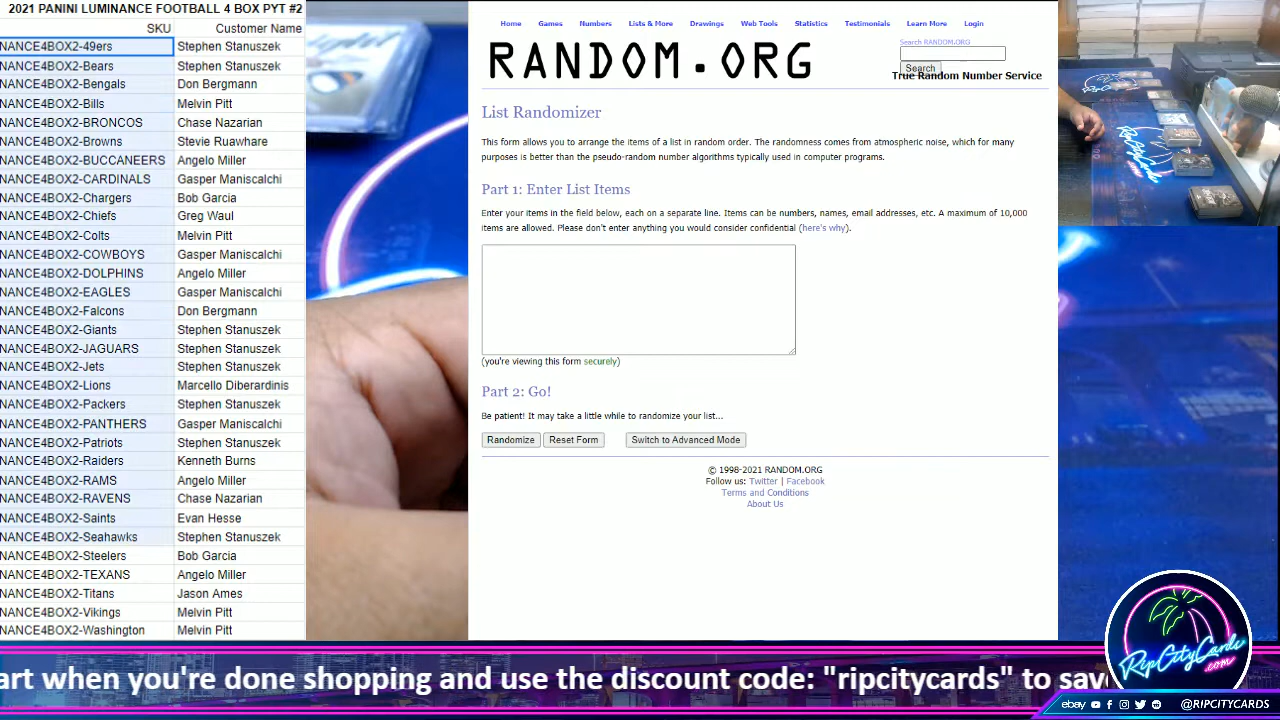 2021 PANINI LUMINANCE FOOTBALL 4 BOX PYT #2
SKU Customer Name
NANCE4BOX2-49ers Stephen Stanuszek
NANCE4BOX2-Bears Stephen Stanuszek
NANCE4BOX2-Bengals Don Bergmann
NANCE4BOX2-Bills Melvin Pitt
NANCE4BOX2-BRONCOS Chase Nazarian
NANCE4BOX2-Browns Stevie Ruawhare
NANCE4BOX2-BUCCANEERS Angelo Miller
NANCE4BOX2-CARDINALS Gasper Maniscalchi
NANCE4BOX2-Chargers Bob Garcia
NANCE4BOX2-Chiefs Greg Waul
NANCE4BOX2-Colts Melvin Pitt
NANCE4BOX2-COWBOYS Gasper Maniscalchi
NANCE4BOX2-DOLPHINS Angelo Miller
NANCE4BOX2-EAGLES Gasper Maniscalchi
NANCE4BOX2-Falcons Don Bergmann
NANCE4BOX2-Giants Stephen Stanuszek
NANCE4BOX2-JAGUARS Stephen Stanuszek
NANCE4BOX2-Jets Stephen Stanuszek
NANCE4BOX2-Lions Marcello Diberardinis
NANCE4BOX2-Packers Stephen Stanuszek
NANCE4BOX2-PANTHERS Gasper Maniscalchi
NANCE4BOX2-Patriots Stephen Stanuszek
NANCE4BOX2-Raiders Kenneth Burns
NANCE4BOX2-RAMS Angelo Miller
NANCE4BOX2-RAVENS Chase Nazarian
NANCE4BOX2-Saints Evan Hesse
NANCE4BOX2-Seahawks Stephen Stanuszek
NANCE4BOX2-Steelers Bob Garcia
NANCE4BOX2-TEXANS Angelo Miller
NANCE4BOX2-Titans Jason Ames
NANCE4BOX2-Vikings Melvin Pitt
NANCE4BOX2-Washington Melvin Pitt
Home Games Numbers Lists & More Drawings Web Tools Statistics Testimonials Learn More Login
RANDOM.ORG
Search RANDOM.ORG
Search
True Random Number Service
List Randomizer
This form allows you to arrange the items of a list in random order. The randomness comes from atmospheric noise, which for many
purposes is better than the pseudo-random number algorithms typically used in computer programs.
Part 1: Enter List Items
Enter your items in the field below, each on a separate line. Items can be numbers, names, email addresses, etc. A maximum of 10,000
items are allowed. Please don't enter anything you would consider confidential (here's why).
(you're viewing this form securely)
Part 2: Go!
Be patient! It may take a little while to randomize your list...
Randomize Reset Form Switch to Advanced Mode
© 1998-2021 RANDOM.ORG
Follow us: Twitter | Facebook
Terms and Conditions
About Us
art when you're done shopping and use the discount code: "ripcitycards" to save
RipCityCards
.com
ebay @RIPCITYCARDS